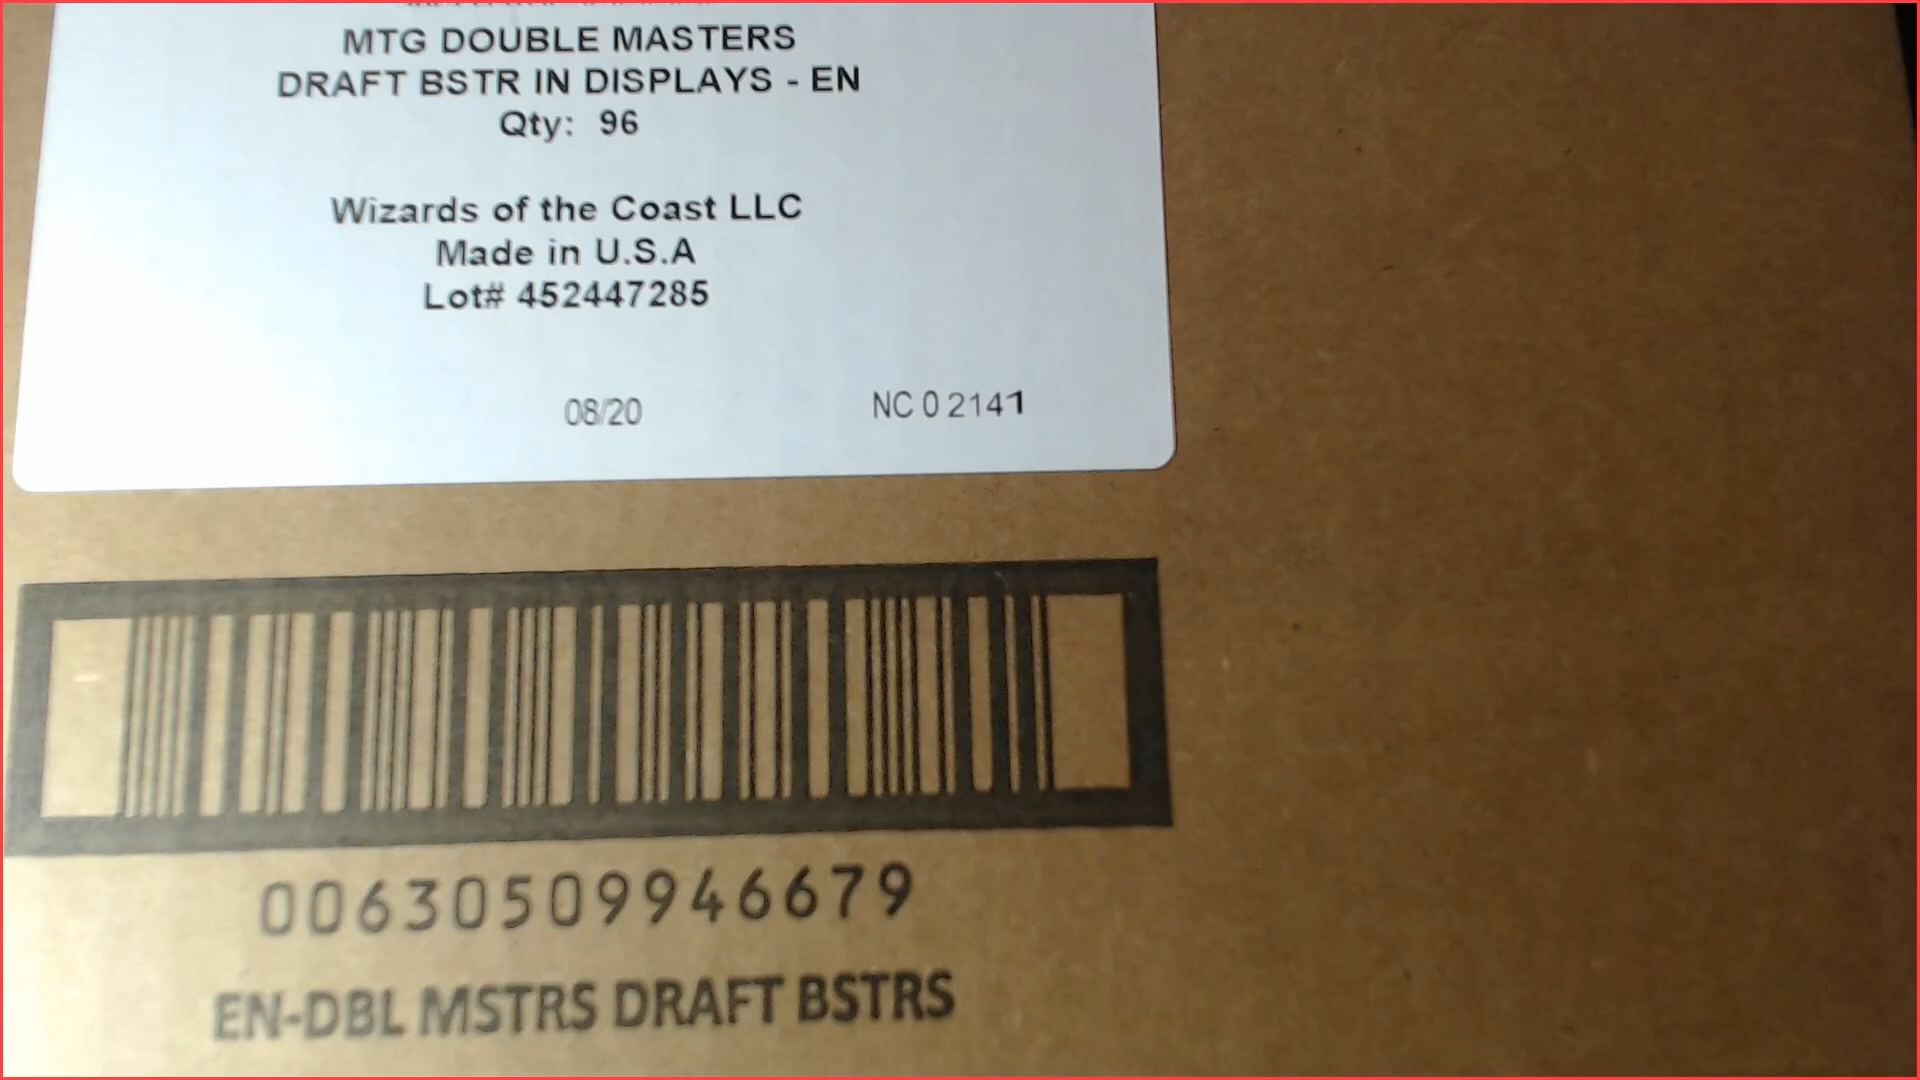 MTG DOUBLE MASTERS
DRAFT BSTR IN DISPLAYS - EN
Qty: 96
Wizards of the Coast LLC
Made in U.S.A
Lot# 452447285
08/20 NC 0 2141
00630509946679
EN-DBL MSTRS DRAFT BSTRS